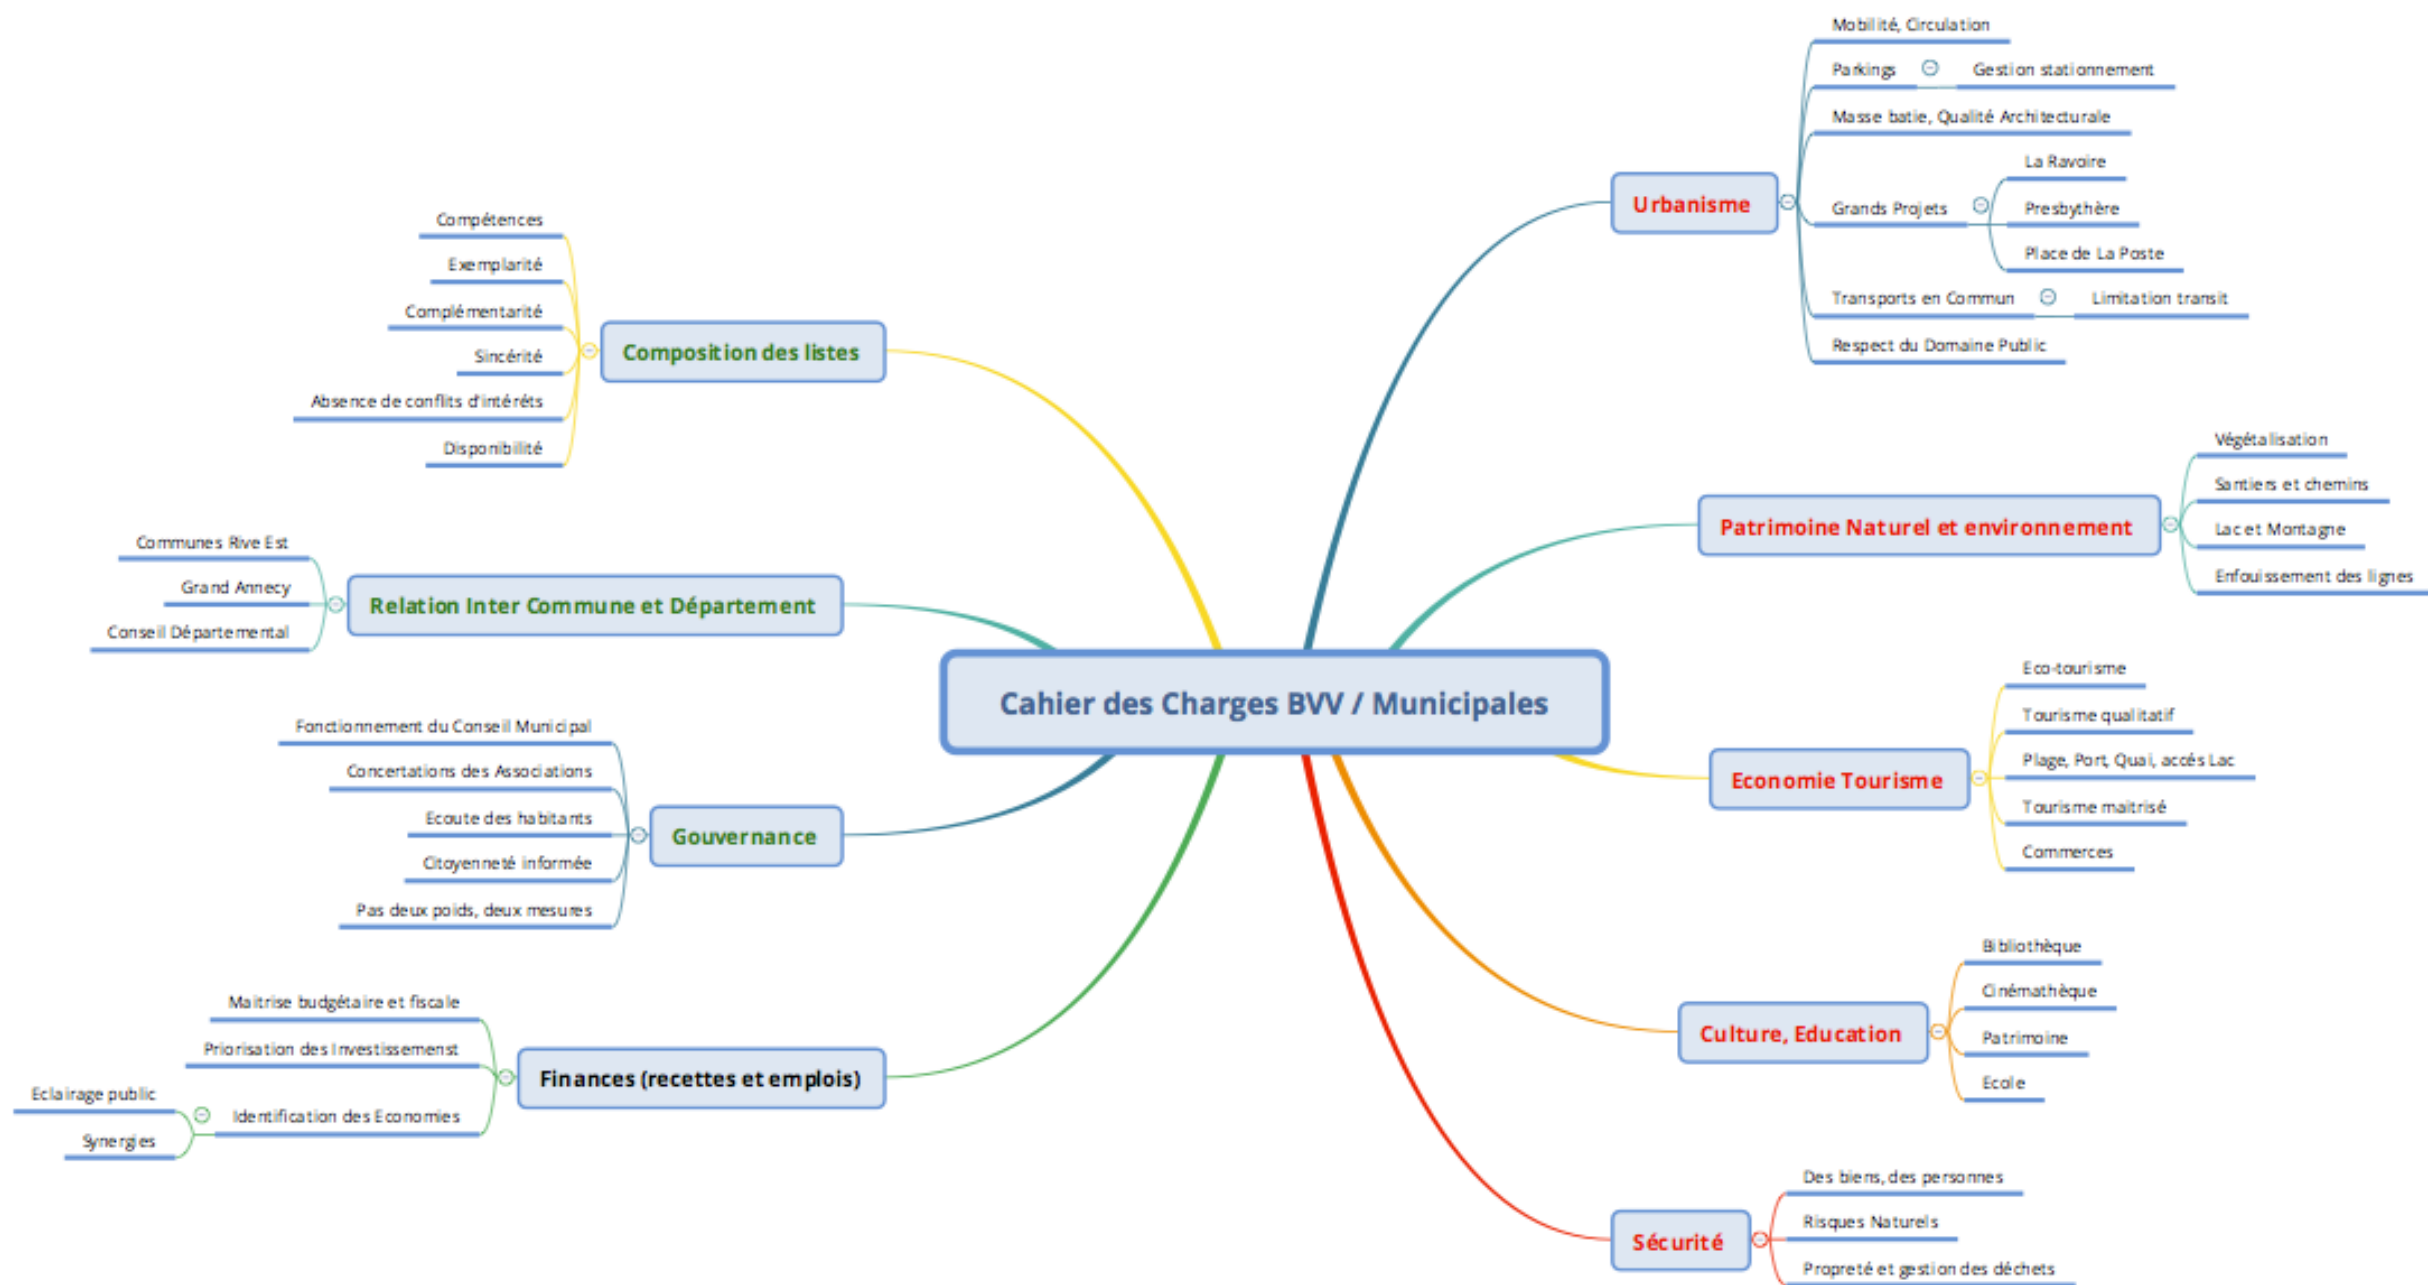 Cahier des Charges BVV / Municipales
Urbanisme
Mobilité, Circulation
Parkings
Gestion stationnement
Masse batie, Qualité Architecturale
Grands Projets
La Ravoire
Presbythère
Place de La Poste
Transports en Commun
Limitation transit
Respect du Domaine Public
Patrimoine Naturel et environnement
Végétalisation
Santiers et chemins
Lac et Montagne
Enfouissement des lignes
Economie Tourisme
Eco-tourisme
Tourisme qualitatif
Plage, Port, Quai, accés Lac
Tourisme maitrisé
Commerces
Culture, Education
Bibliothèque
Cinémathèque
Patrimoine
Ecole
Sécurité
Des biens, des personnes
Risques Naturels
Propreté et gestion des déchets
Composition des listes
Compétences
Exemplarité
Complémentarité
Sincérité
Absence de conflits d'intéréts
Disponibilité
Relation Inter Commune et Département
Communes Rive Est
Grand Annecy
Conseil Départemental
Gouvernance
Fonctionnement du Conseil Municipal
Concertations des Associations
Ecoute des habitants
Citoyenneté informée
Pas deux poids, deux mesures
Finances (recettes et emplois)
Maitrise budgétaire et fiscale
Priorisation des Investissemenst
Identification des Economies
Eclairage public
Synergies